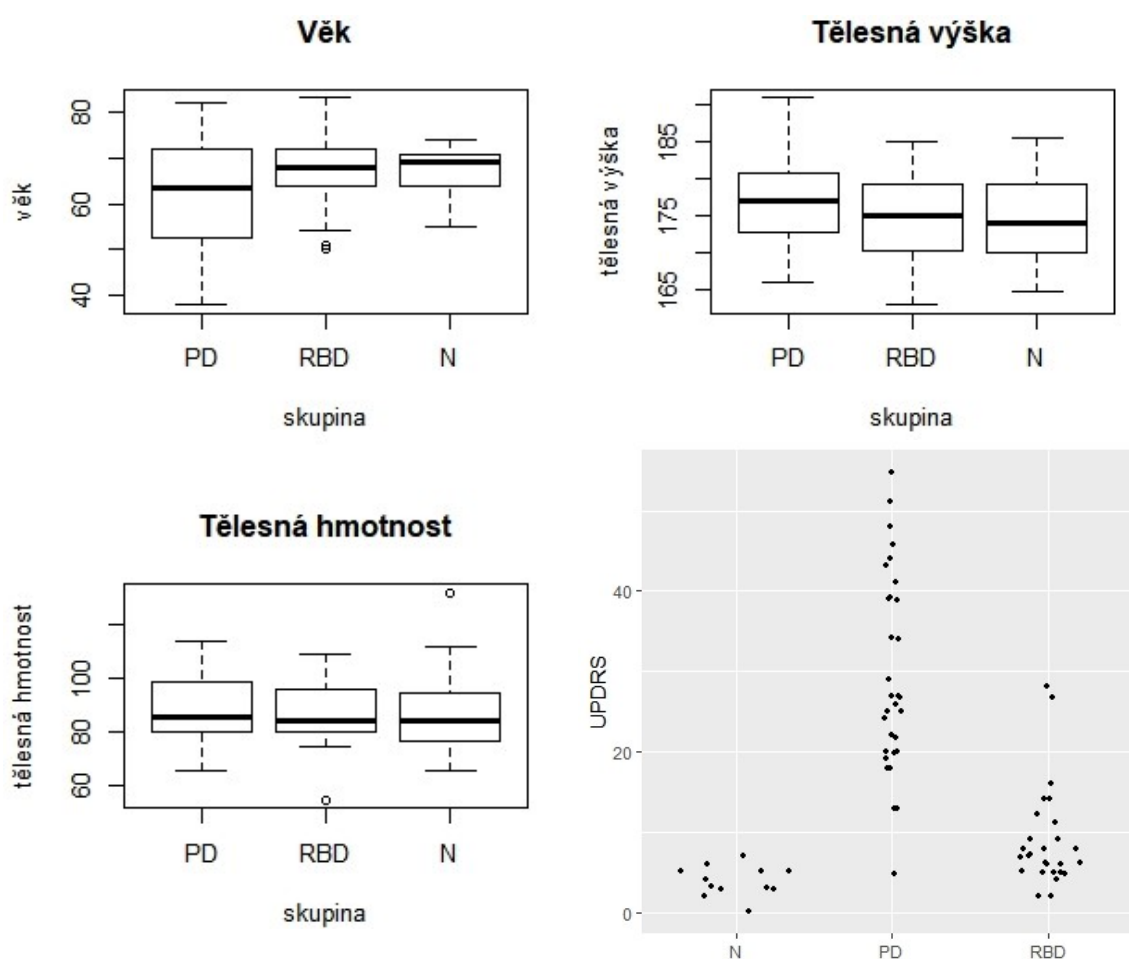 Věk
věk
80
60
40
PD RBD N
skupina
Tělesná výška
tělesná výška
185
175
165
PD RBD N
skupina
Tělesná hmotnost
tělesná hmotnost
100
80
60
PD RBD N
skupina
UPDRS
40
20
0
N PD RBD